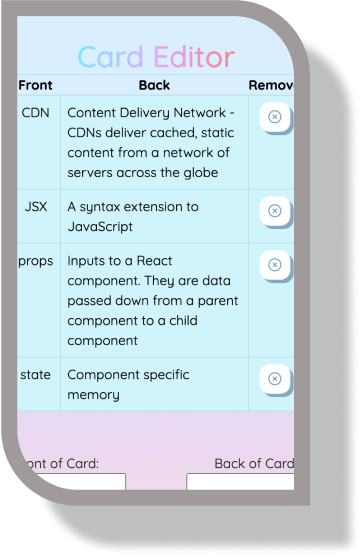 Card Editor
Front Back Remov
CDN Content Delivery Network -
CDNs deliver cached, static
content from a network of
servers across the globe
JSX A syntax extension to
JavaScript
props Inputs to a React
component. They are data
passed down from a parent
component to a child
component
state Component specific
memory
ont of Card: Back of Card